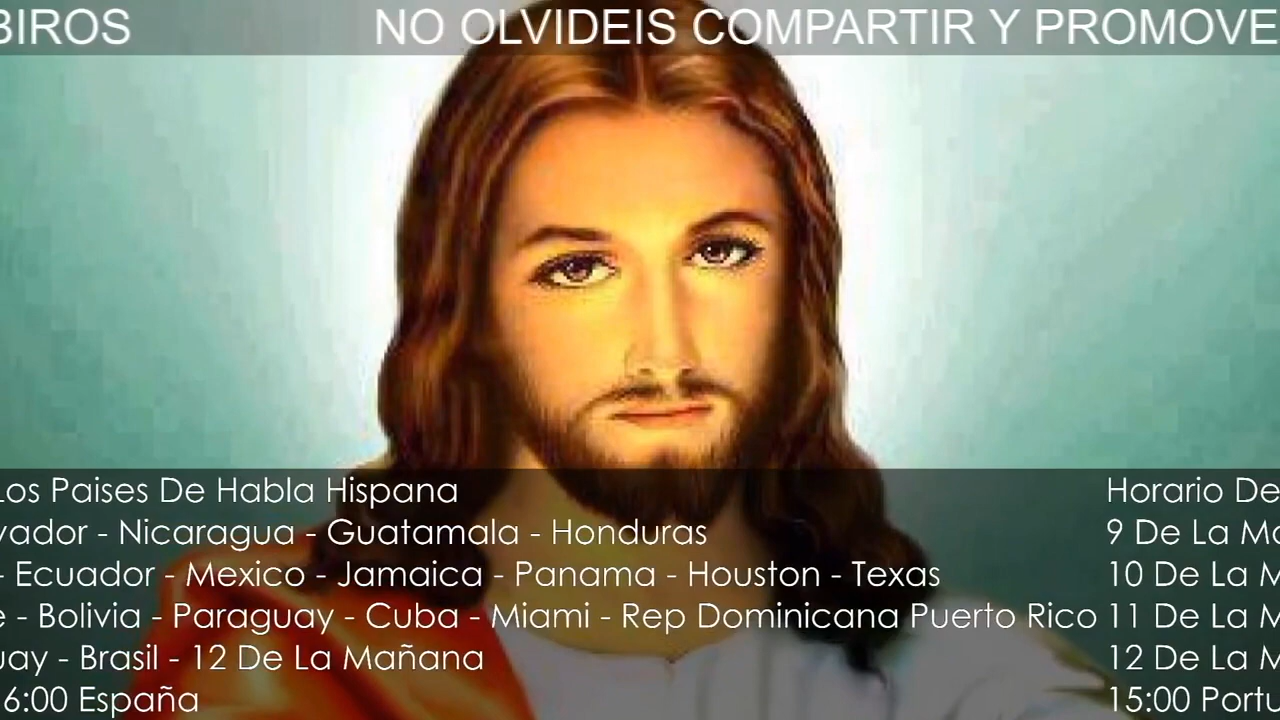 BIROS NO OLVIDEIS COMPARTIR Y PROMOVE
Los Paises De Habla Hispana Horario De
vador - Nicaragua - Guatamala - Honduras 9 De La Ma
- Ecuador - Mexico - Jamaica - Panama - Houston - Texas 10 De La M
e - Bolivia - Paraguay - Cuba - Miami - Rep Dominicana Puerto Rico 11 De La M
uay - Brasil - 12 De La Mañana 12 De La M
6:00 España 15:00 Portu